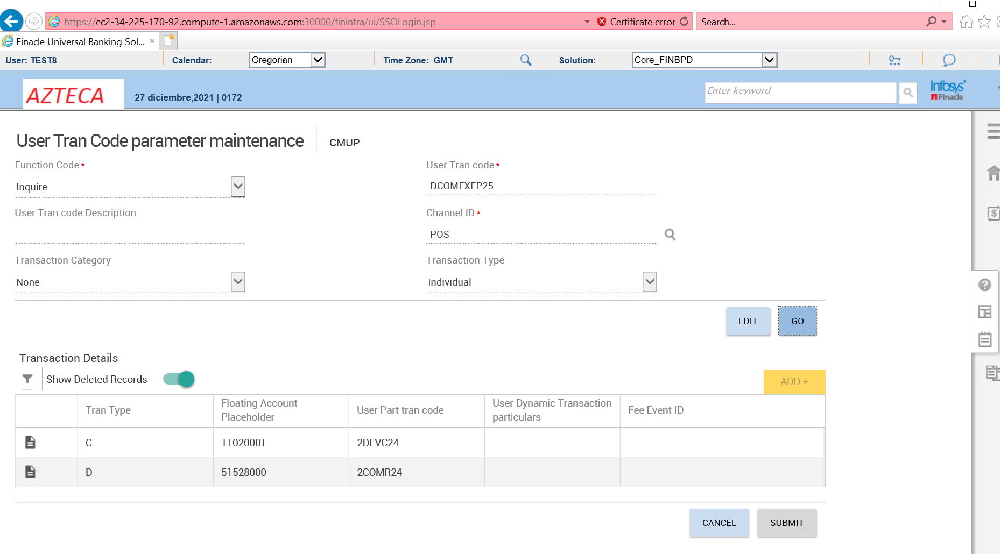 https://ec2-34-225-170-92.compute-1.amazonaws.com:30000/fininfra/ui/SSOLogin.jsp Certificate error Search...
Finacle Universal Banking Sol... ×
User: TEST8 Calendar: Gregorian Time Zone: GMT Solution: Core_FINBPD
AZTECA 27 diciembre,2021 | 0172 Enter keyword Infosys Finacle
User Tran Code parameter maintenance CMUP
Function Code * User Tran code *
Inquire DCOMEXFP25
User Tran code Description Channel ID *
POS
Transaction Category Transaction Type
None Individual
EDIT GO
Transaction Details
Show Deleted Records ADD +
Tran Type Floating Account Placeholder User Part tran code User Dynamic Transaction particulars Fee Event ID
C 11020001 2DEVC24
D 51528000 2COMR24
CANCEL SUBMIT